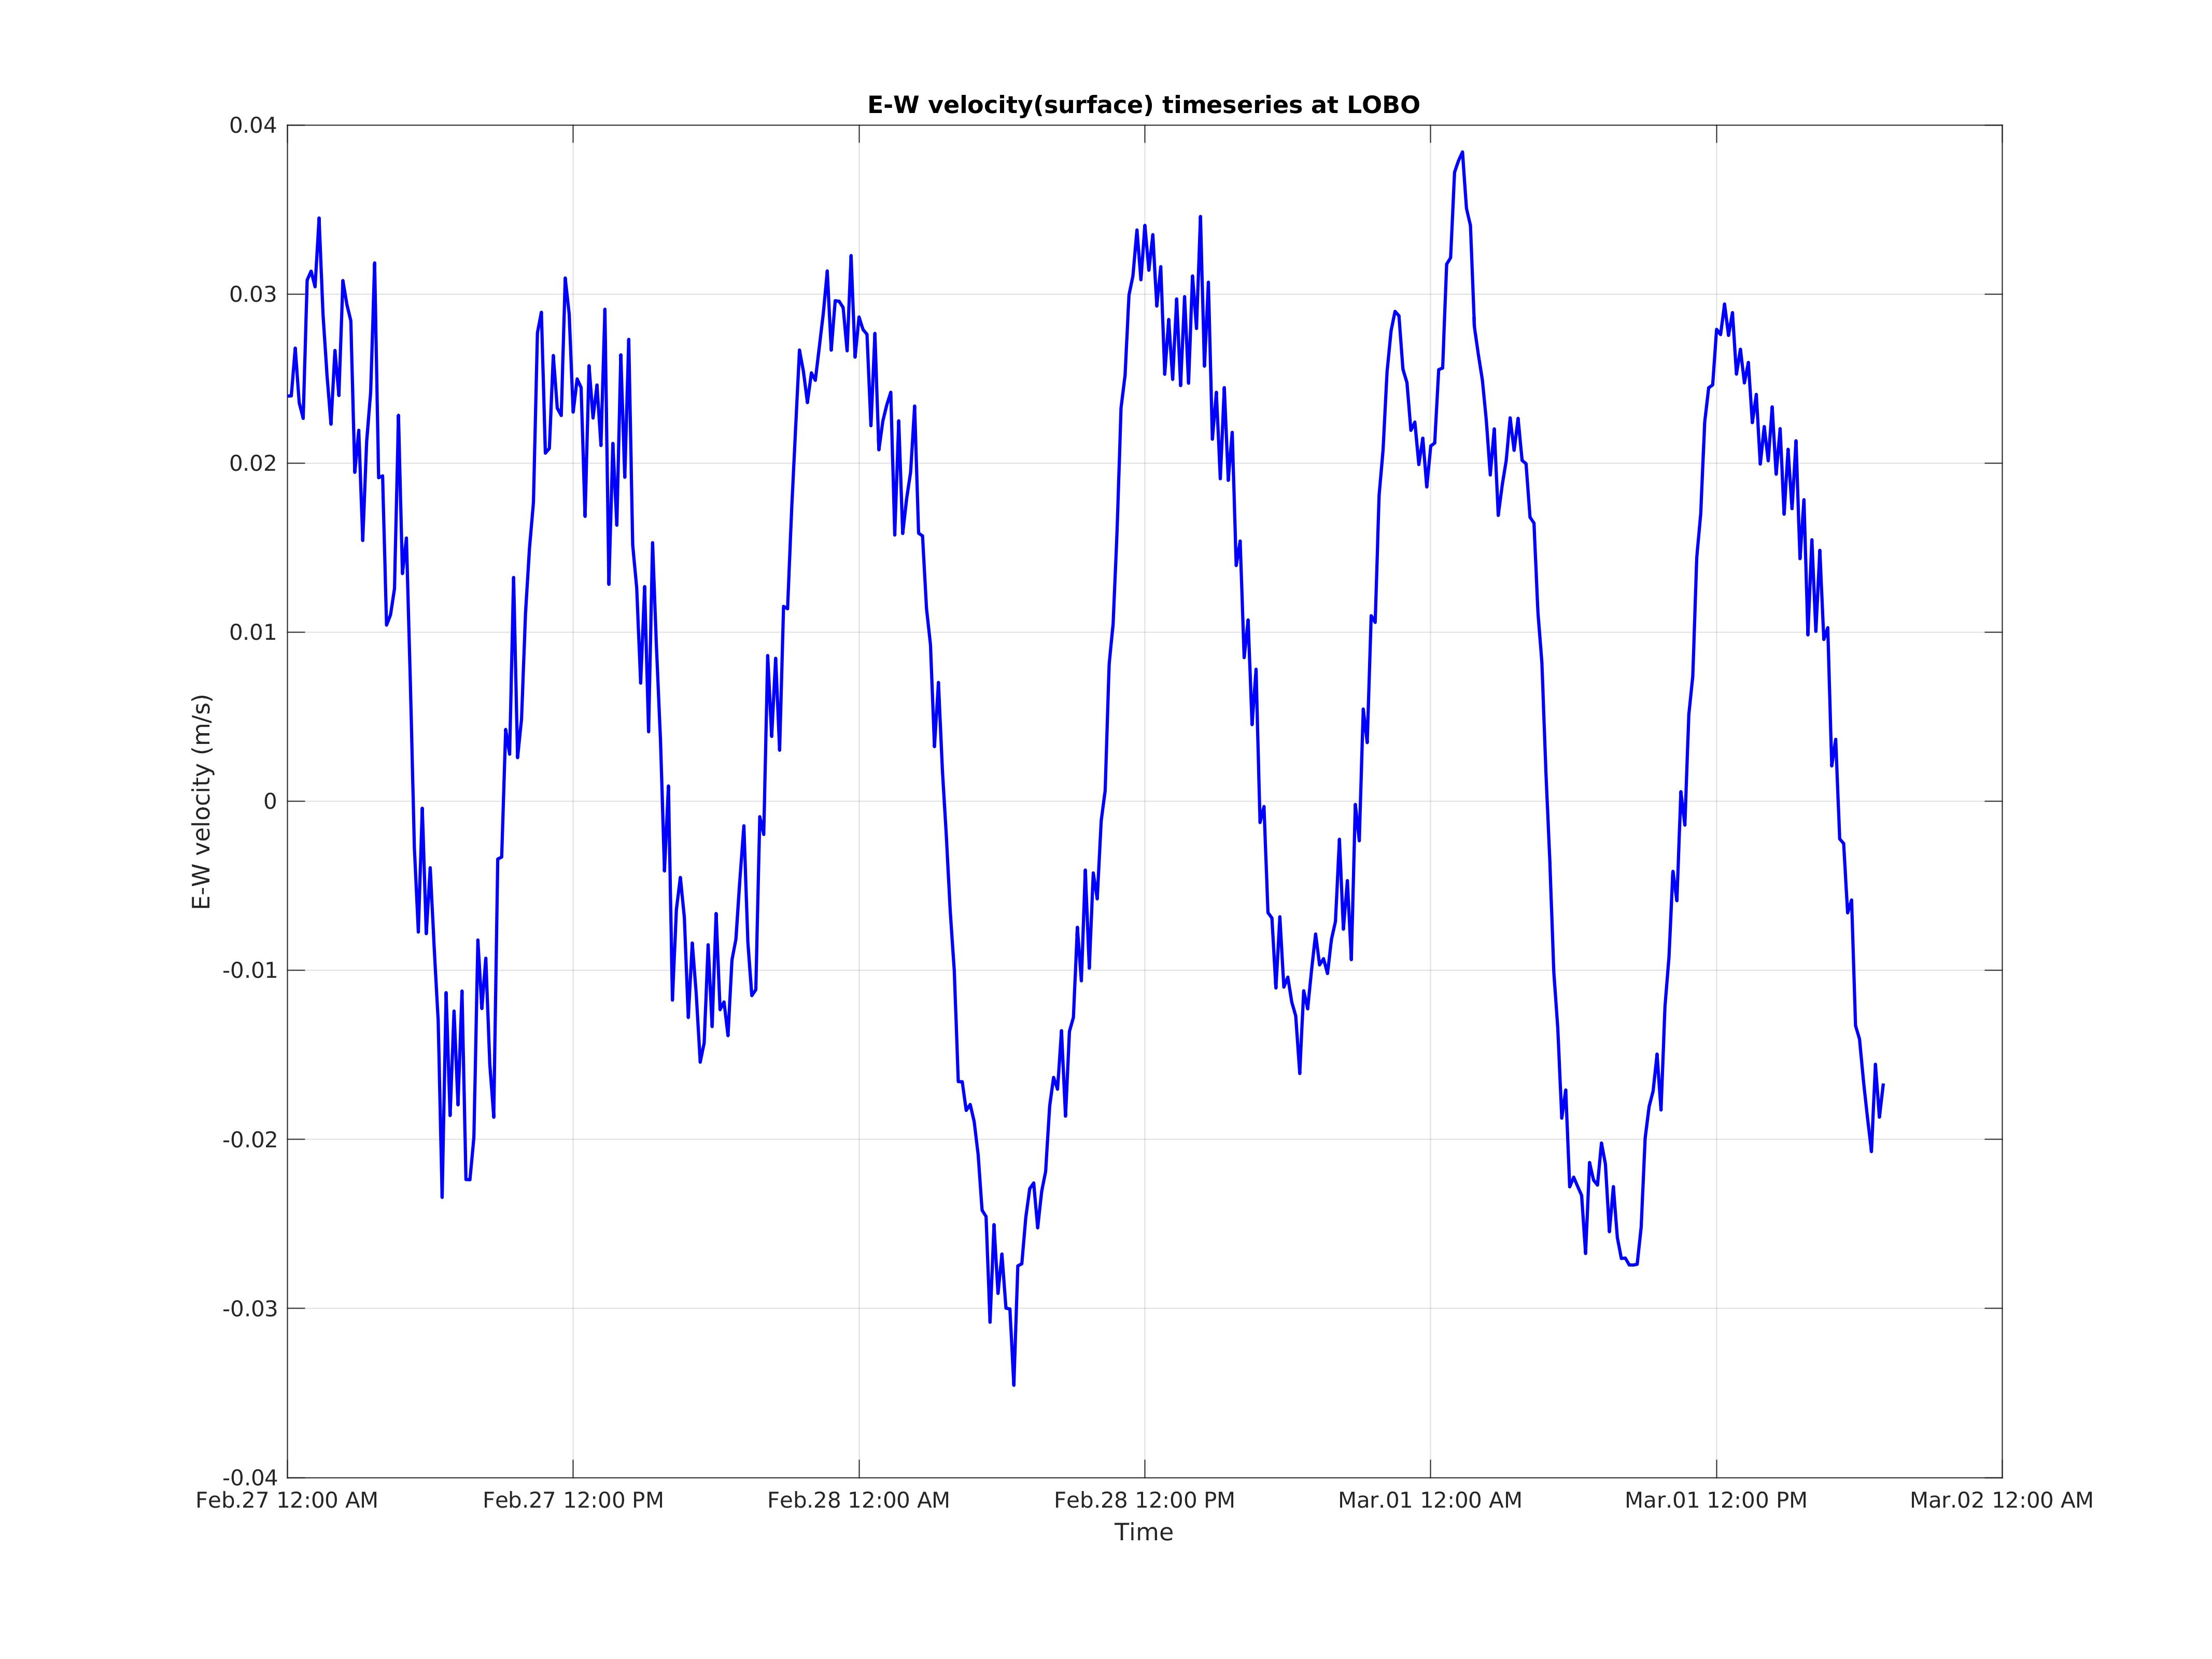 E-W velocity(surface) timeseries at LOBO
0.04
0.03
0.02
0.01
0
-0.01
-0.02
-0.03
-0.04
E-W velocity (m/s)
Feb.27 12:00 AM Feb.27 12:00 PM Feb.28 12:00 AM Feb.28 12:00 PM Mar.01 12:00 AM Mar.01 12:00 PM Mar.02 12:00 AM
Time